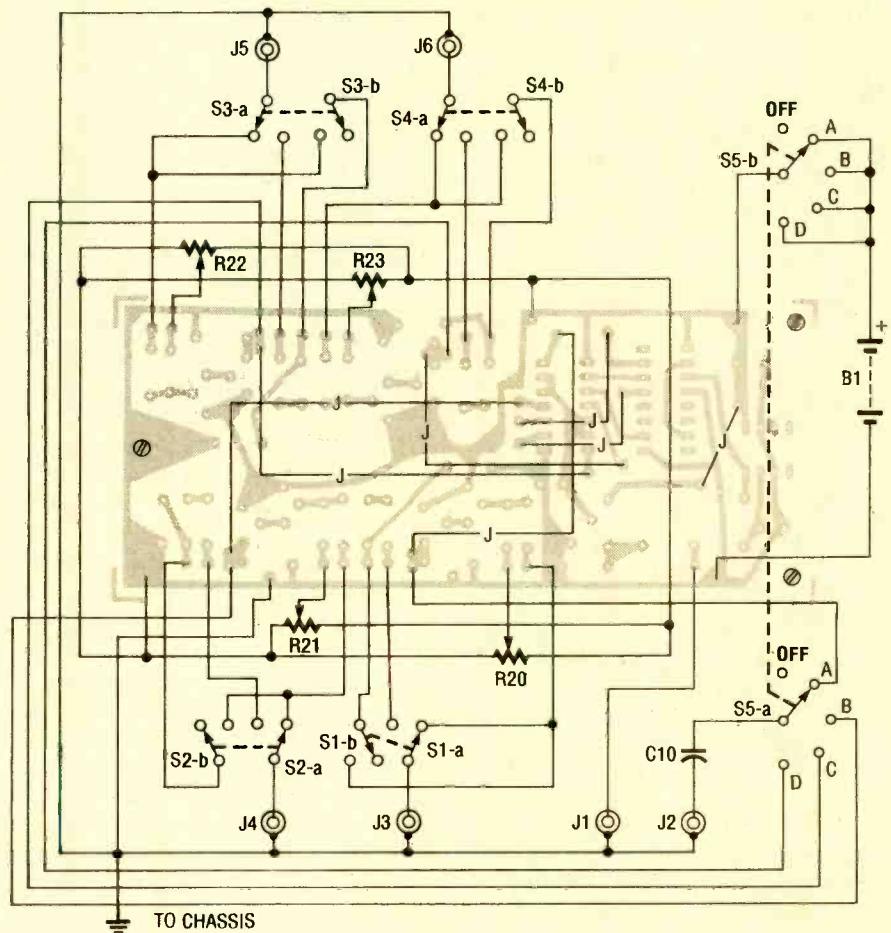 J5
J6
S3-b
S4-b
S3-a
S4-a
OFF
A
S5-b
B
C
D
R22
R23
+
B1
J
J
J
J
J
J
J
R21
R20
OFF
A
S5-a
B
S2-b
S2-a
S1-b
S1-a
C10
D
C
J4
J3
J1
J2
TO CHASSIS